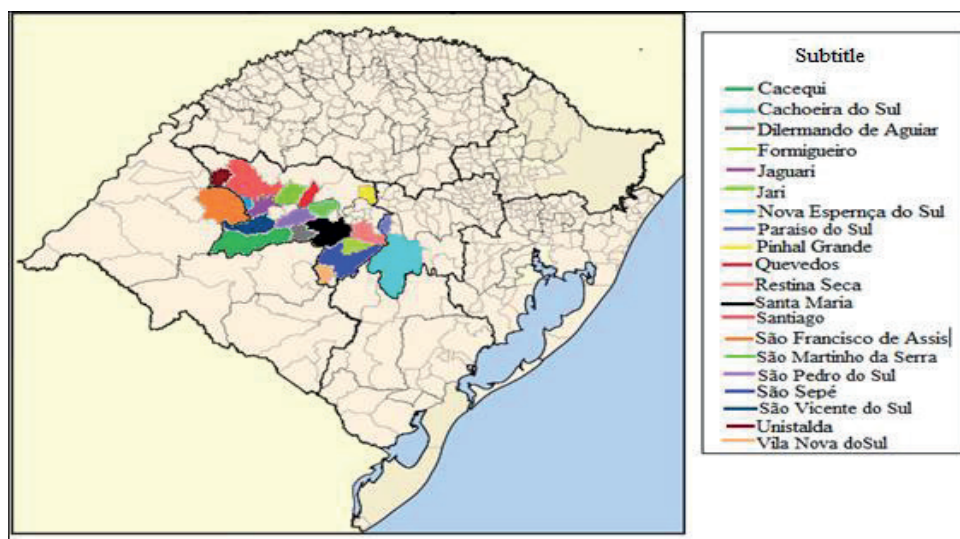 Subtitle
Cacequi
Cachoeira do Sul
Dilermando de Aguiar
Formigueiro
Jaguari
Jari
Nova Espernça do Sul
Paraiso do Sul
Pinhal Grande
Quevedos
Restina Seca
Santa Maria
Santiago
São Francisco de Assis
São Martinho da Serra
São Pedro do Sul
São Sepé
São Vicente do Sul
Unistalda
Vila Nova doSul